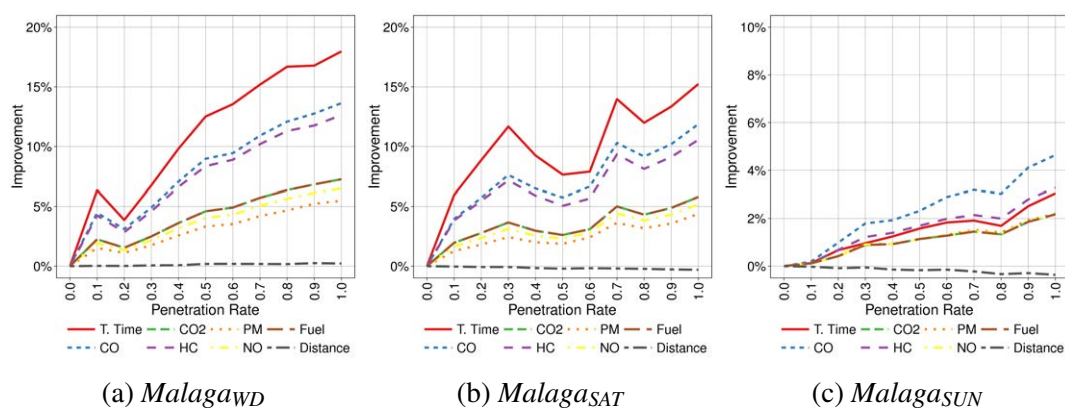 20%
15%
10%
5%
0%
Improvement
0.0 0.1 0.2 0.3 0.4 0.5 0.6 0.7 0.8 0.9 1.0
Penetration Rate
T. Time CO2 PM Fuel
CO HC NO Distance
(a) MalagaWD
20%
15%
10%
5%
0%
Improvement
0.0 0.1 0.2 0.3 0.4 0.5 0.6 0.7 0.8 0.9 1.0
Penetration Rate
T. Time CO2 PM Fuel
CO HC NO Distance
(b) MalagaSAT
10%
8%
6%
4%
2%
0%
Improvement
0.0 0.1 0.2 0.3 0.4 0.5 0.6 0.7 0.8 0.9 1.0
Penetration Rate
T. Time CO2 PM Fuel
CO HC NO Distance
(c) MalagaSUN